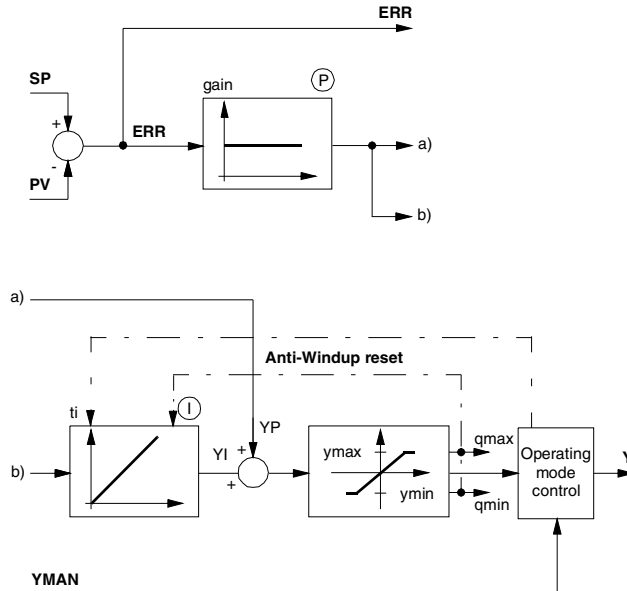 ERR
P
gain
SP
+
ERR
a)
-
PV
b)
a)
Anti-Windup reset
ti
I
YP
YI
+
+
ymax
ymin
qmax
qmin
Operating
mode
control
Y
b)
YMAN